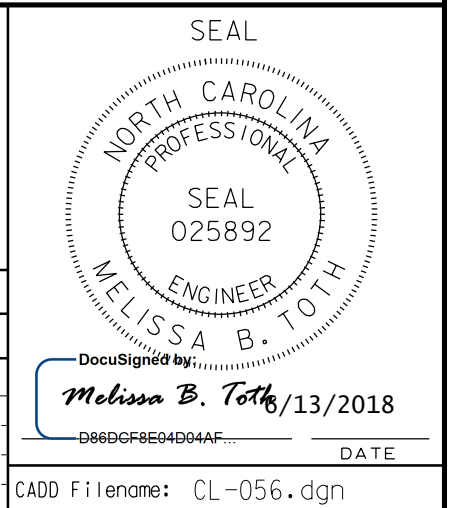 SEAL
NORTH CAROLINA
PROFESSIONAL
SEAL
025892
ENGINEER
MELISSA B. TOTH
DocuSigned by:
Melissa B. Toth
6/13/2018
D86DCF8E04D04AF...
DATE
CADD Filename: CL-056.dgn